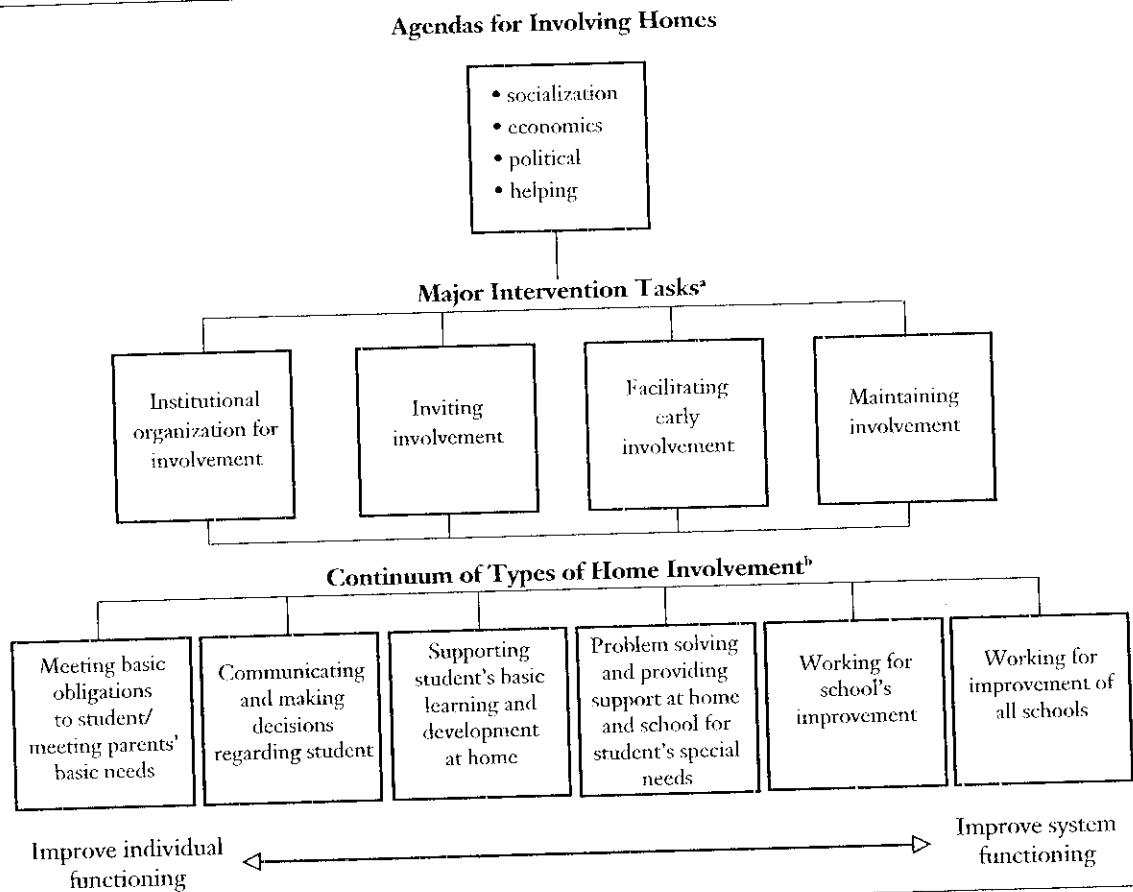 Agendas for Involving Homes
• socialization
• economics
• political
• helping
Major Intervention Tasksᵃ
Institutional
organization for
involvement
Inviting
involvement
Facilitating
early
involvement
Maintaining
involvement
Continuum of Types of Home Involvementᵇ
Meeting basic
obligations
to student/
meeting parents'
basic needs
Communicating
and making
decisions
regarding student
Supporting
student's basic
learning and
development
at home
Problem solving
and providing
support at home
and school for
student's special
needs
Working for
school's
improvement
Working for
improvement of
all schools
Improve individual
functioning
Improve system
functioning